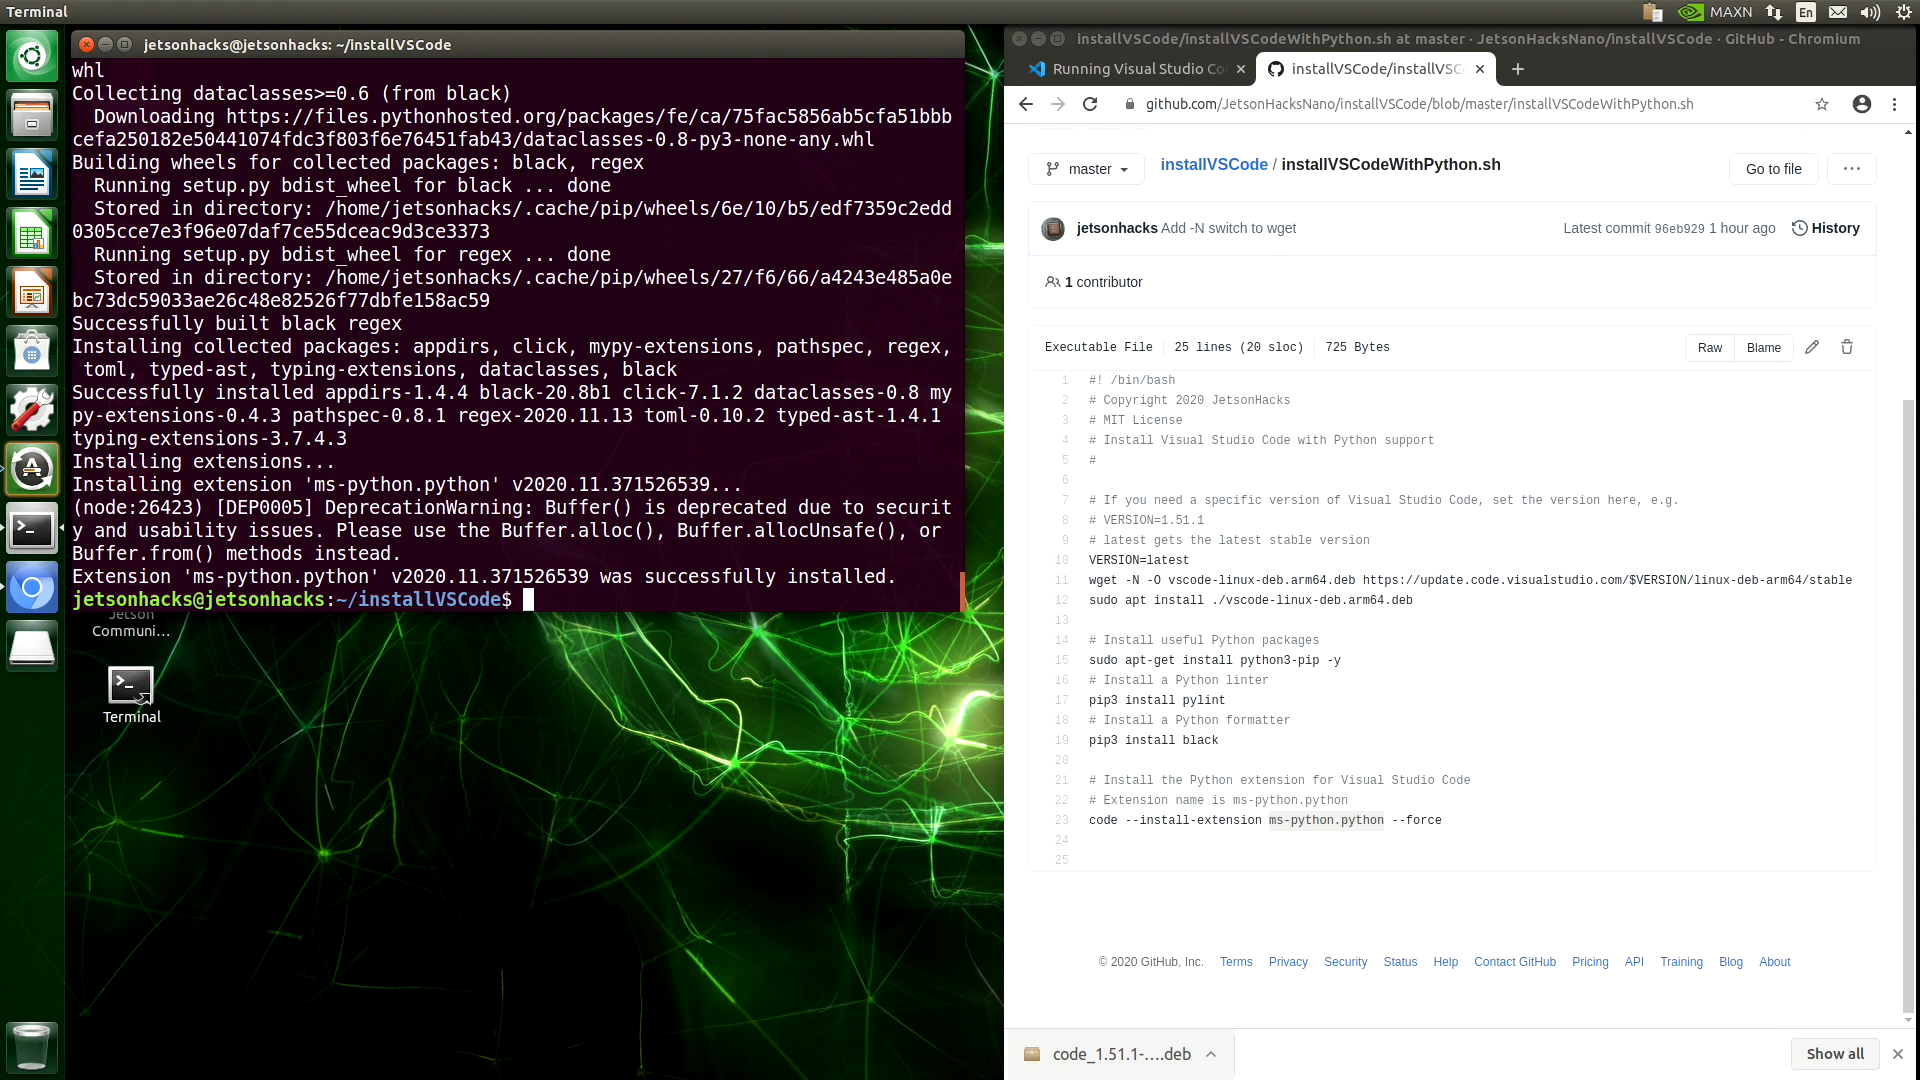 Terminal
MAXN
En
jetsonhacks@jetsonhacks: ~/installVSCode
whl
Collecting dataclasses>=0.6 (from black)
  Downloading https://files.pythonhosted.org/packages/fe/ca/75fac5856ab5cfa51bbb
cefa250182e50441074fdc3f803f6e76451fab43/dataclasses-0.8-py3-none-any.whl
Building wheels for collected packages: black, regex
  Running setup.py bdist_wheel for black ... done
  Stored in directory: /home/jetsonhacks/.cache/pip/wheels/6e/10/b5/edf7359c2edd
0305cce7e3f96e07daf7ce55dceac9d3ce3373
  Running setup.py bdist_wheel for regex ... done
  Stored in directory: /home/jetsonhacks/.cache/pip/wheels/27/f6/66/a4243e485a0e
bc73dc59033ae26c48e82526f77dbfe158ac59
Successfully built black regex
Installing collected packages: appdirs, click, mypy-extensions, pathspec, regex,
 toml, typed-ast, typing-extensions, dataclasses, black
Successfully installed appdirs-1.4.4 black-20.8b1 click-7.1.2 dataclasses-0.8 my
py-extensions-0.4.3 pathspec-0.8.1 regex-2020.11.13 toml-0.10.2 typed-ast-1.4.1
typing-extensions-3.7.4.3
Installing extensions...
Installing extension 'ms-python.python' v2020.11.371526539...
(node:26423) [DEP0005] DeprecationWarning: Buffer() is deprecated due to securit
y and usability issues. Please use the Buffer.alloc(), Buffer.allocUnsafe(), or
Buffer.from() methods instead.
Extension 'ms-python.python' v2020.11.371526539 was successfully installed.
jetsonhacks@jetsonhacks:~/installVSCode$
Jetson
Communi...
Terminal
installVSCode/installVSCodeWithPython.sh at master · JetsonHacksNano/installVSCode · GitHub - Chromium
Running Visual Studio Co
installVSCode/installVSC
github.com/JetsonHacksNano/installVSCode/blob/master/installVSCodeWithPython.sh
master
installVSCode / installVSCodeWithPython.sh
Go to file
jetsonhacks Add -N switch to wget
Latest commit 96eb929 1 hour ago
History
1 contributor
Executable File
25 lines (20 sloc)
725 Bytes
Raw
Blame
1 #! /bin/bash
2 # Copyright 2020 JetsonHacks
3 # MIT License
4 # Install Visual Studio Code with Python support
5 #
6
7 # If you need a specific version of Visual Studio Code, set the version here, e.g.
8 # VERSION=1.51.1
9 # latest gets the latest stable version
10 VERSION=latest
11 wget -N -O vscode-linux-deb.arm64.deb https://update.code.visualstudio.com/$VERSION/linux-deb-arm64/stable
12 sudo apt install ./vscode-linux-deb.arm64.deb
13
14 # Install useful Python packages
15 sudo apt-get install python3-pip -y
16 # Install a Python linter
17 pip3 install pylint
18 # Install a Python formatter
19 pip3 install black
20
21 # Install the Python extension for Visual Studio Code
22 # Extension name is ms-python.python
23 code --install-extension ms-python.python --force
24
25
© 2020 GitHub, Inc. Terms Privacy Security Status Help Contact GitHub Pricing API Training Blog About
code_1.51.1-....deb
Show all